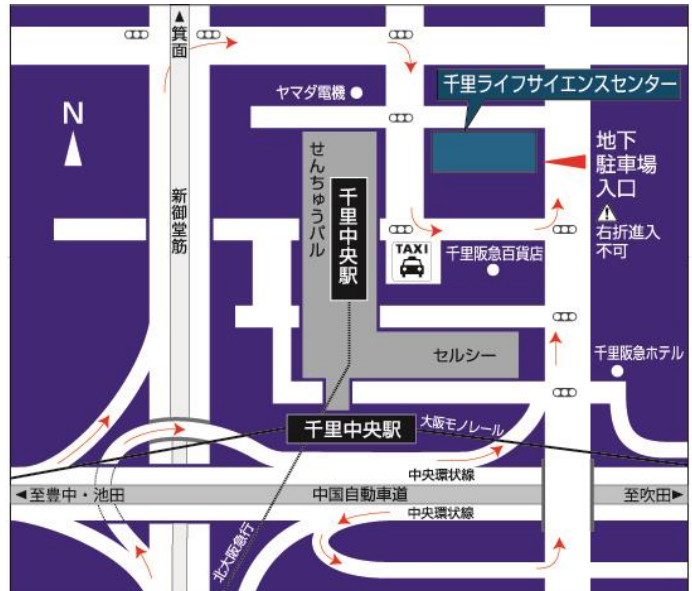 ▲箕面
ヤマダ電機
千里ライフサイエンスセンター
N
せんちゅうパル
千里中央駅
地下
駐車場
入口
右折進入
不可
新御堂筋
TAXI
千里阪急百貨店
セルシー
千里阪急ホテル
千里中央駅
大阪モノレール
中央環状線
◀至豊中・池田
中国自動車道
至吹田▶
中央環状線
北大阪急行